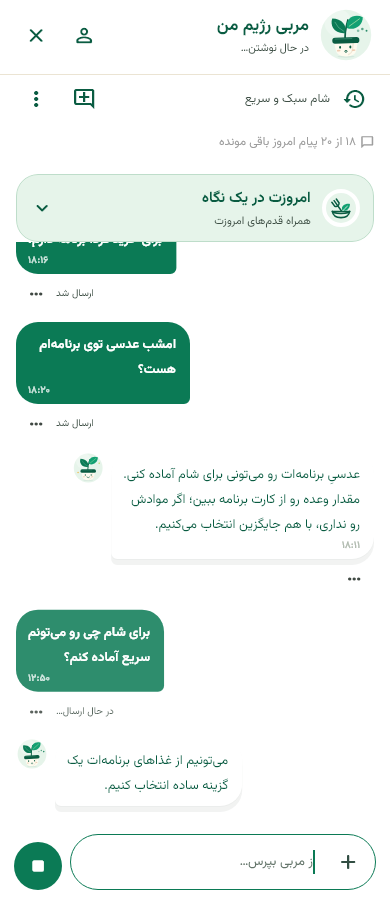 مربی رژیم من
در حال نوشتن...
شام سبک و سریع
۱۸ از ۲۰ پیام امروز باقی مونده
امروزت در یک نگاه
همراه قدم‌های امروزت
۱۸:۱۶
ارسال شد
امشب عدسی توی برنامه‌ام
هست؟
۱۸:۲۰
ارسال شد
عدسیِ برنامه‌ات رو می‌تونی برای شام آماده کنی.
مقدار وعده رو از کارت برنامه ببین؛ اگر موادش
رو نداری، با هم جایگزین انتخاب می‌کنیم.
۱۸:۱۱
برای شام چی رو می‌تونم
سریع آماده کنم؟
۱۲:۵۰
در حال ارسال...
می‌تونیم از غذاهای برنامه‌ات یک
گزینه ساده انتخاب کنیم.
ز مربی بپرس...